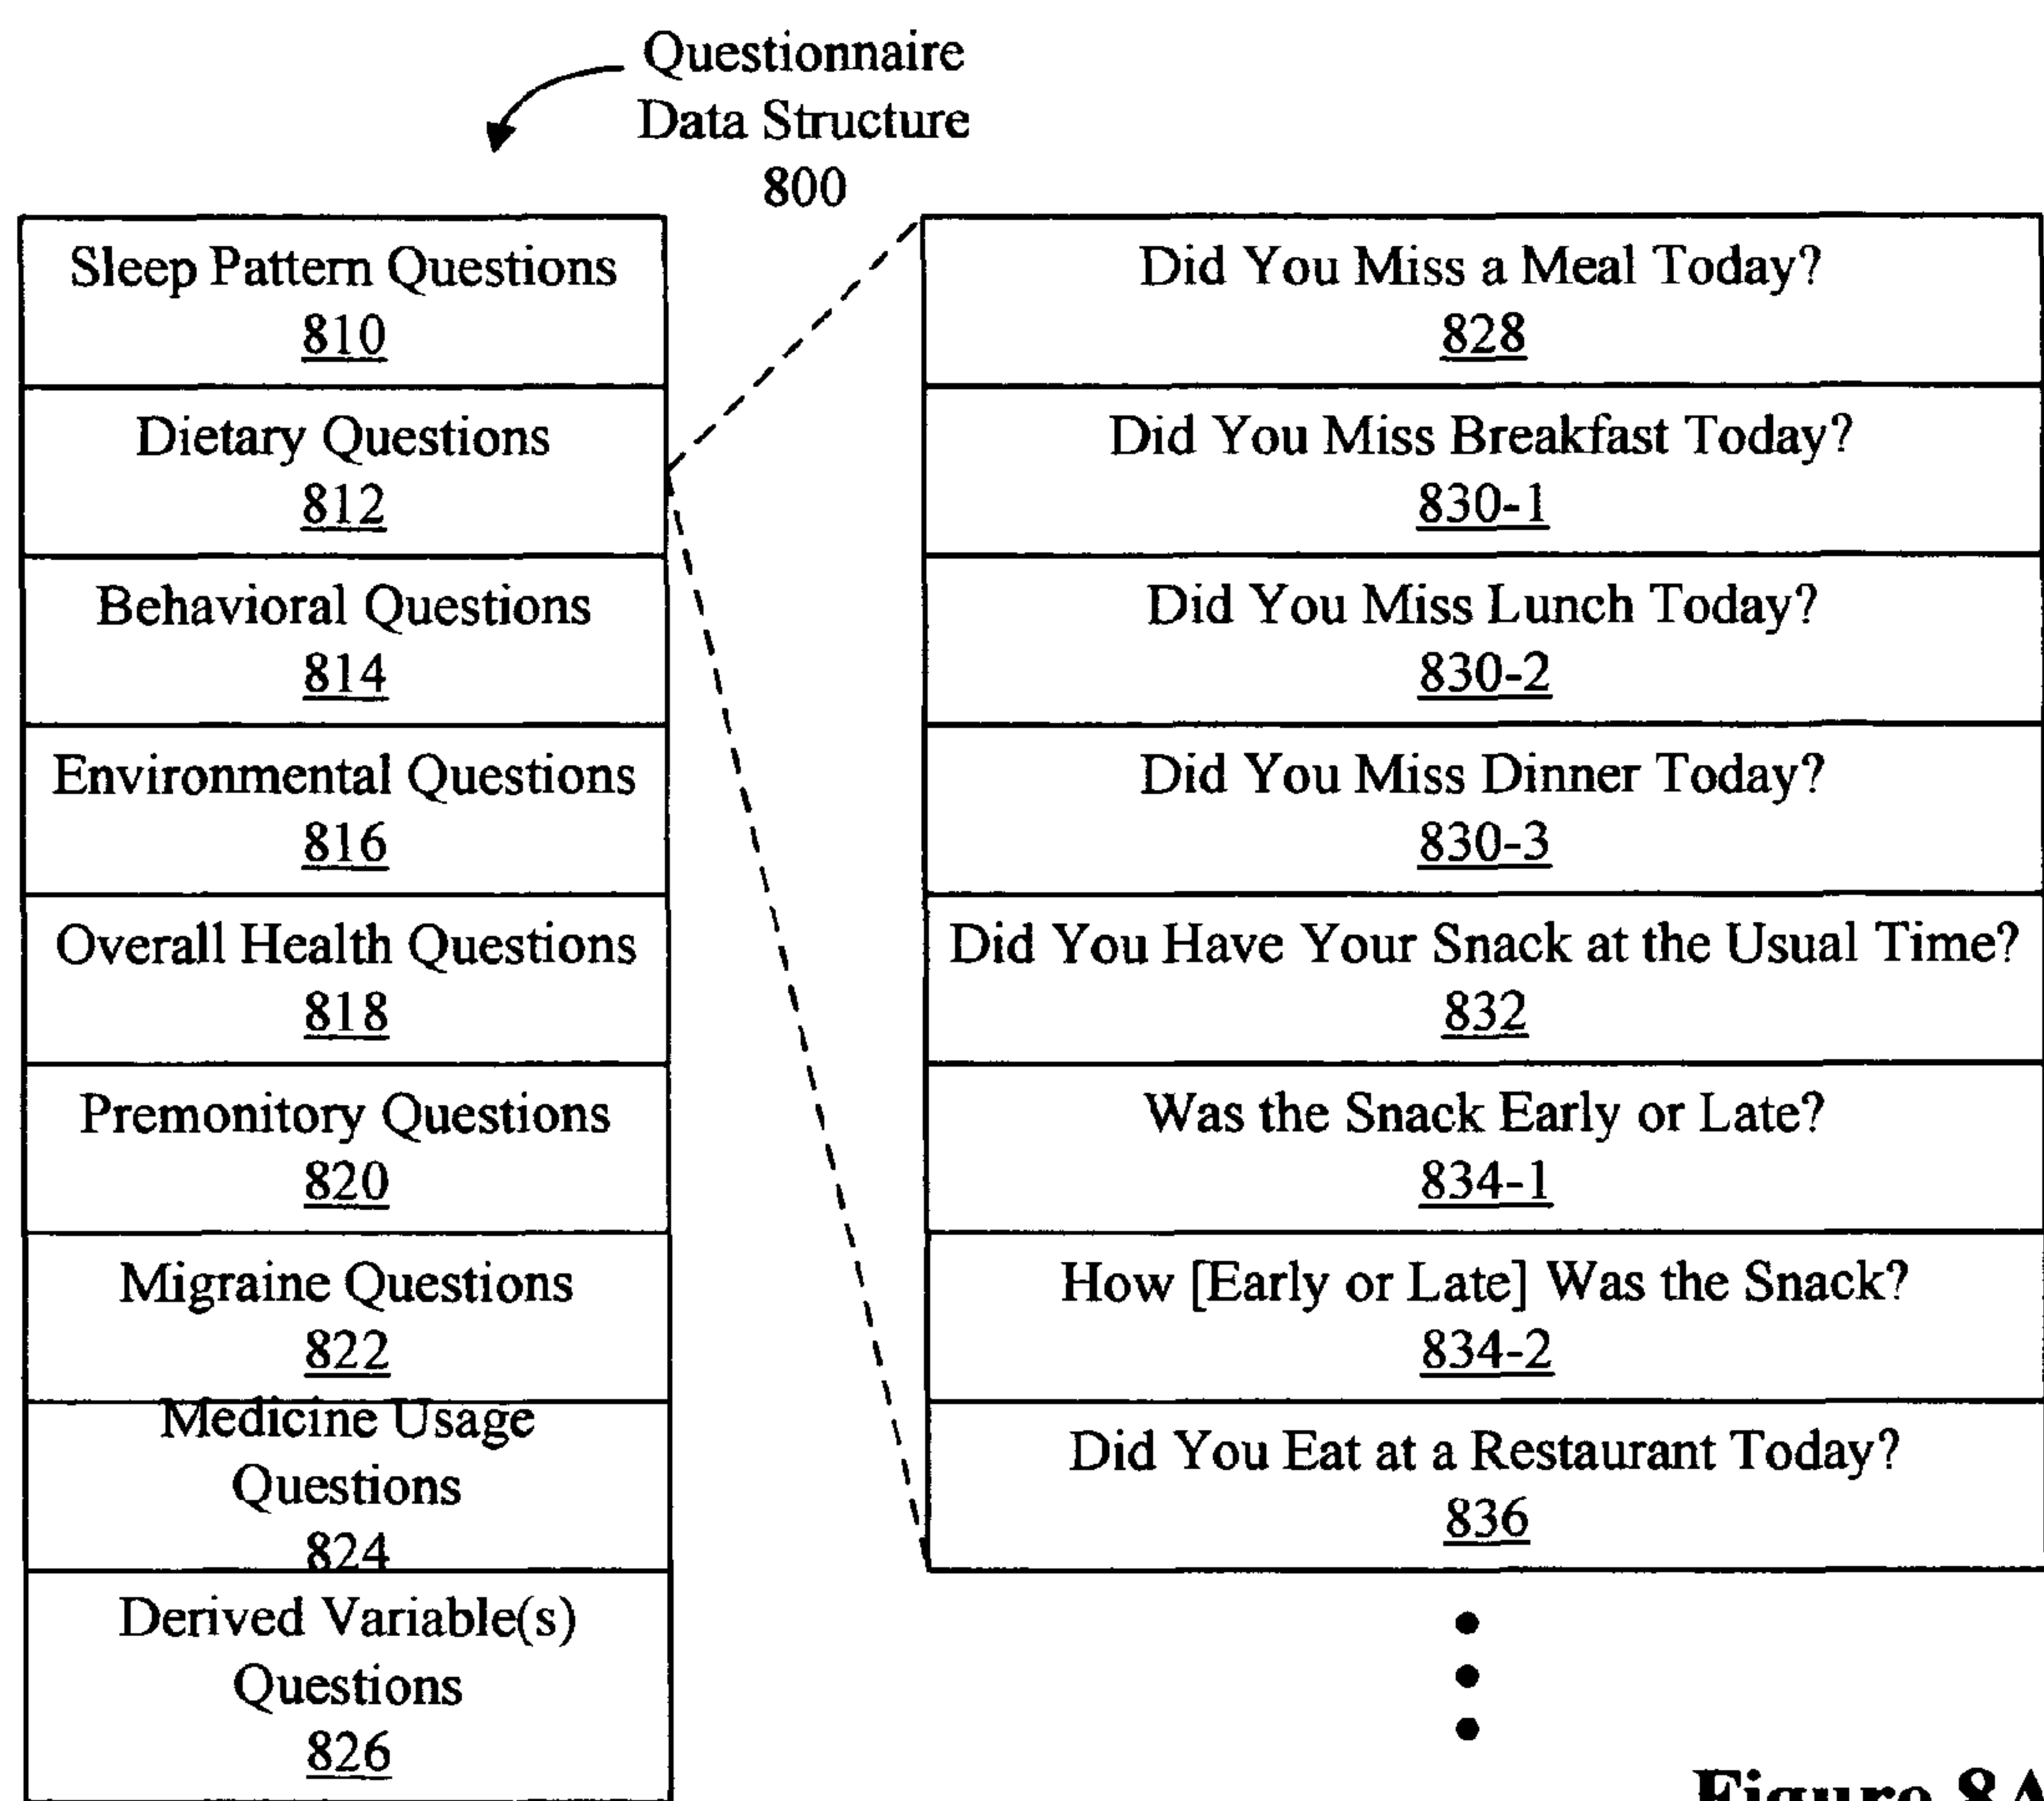 Questionnaire
Data Structure
800
Sleep Pattern Questions
810
Dietary Questions
812
Behavioral Questions
814
Environmental Questions
816
Overall Health Questions
818
Premonitory Questions
820
Migraine Questions
822
Medicine Usage
Questions
824
Derived Variable(s)
Questions
826
Did You Miss a Meal Today?
828
Did You Miss Breakfast Today?
830-1
Did You Miss Lunch Today?
830-2
Did You Miss Dinner Today?
830-3
Did You Have Your Snack at the Usual Time?
832
Was the Snack Early or Late?
834-1
How [Early or Late] Was the Snack?
834-2
Did You Eat at a Restaurant Today?
836
Figure 8A